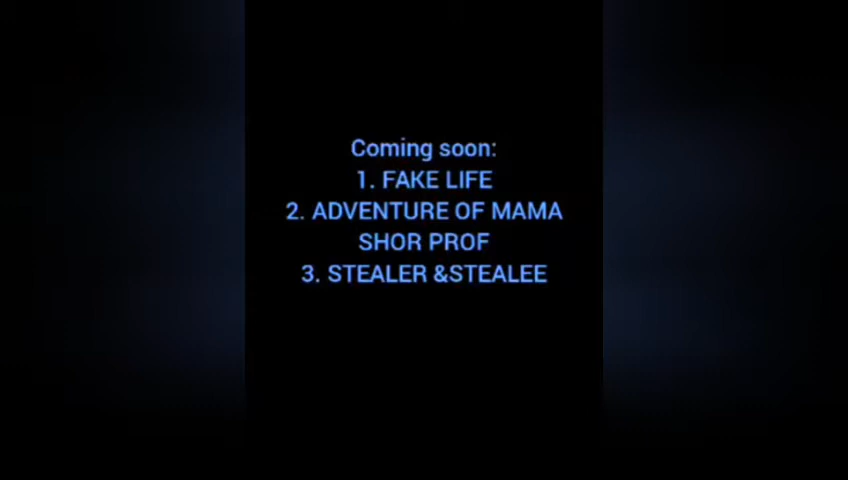 Coming soon:
1. FAKE LIFE
2. ADVENTURE OF MAMA
SHOR PROF
3. STEALER &STEALEE